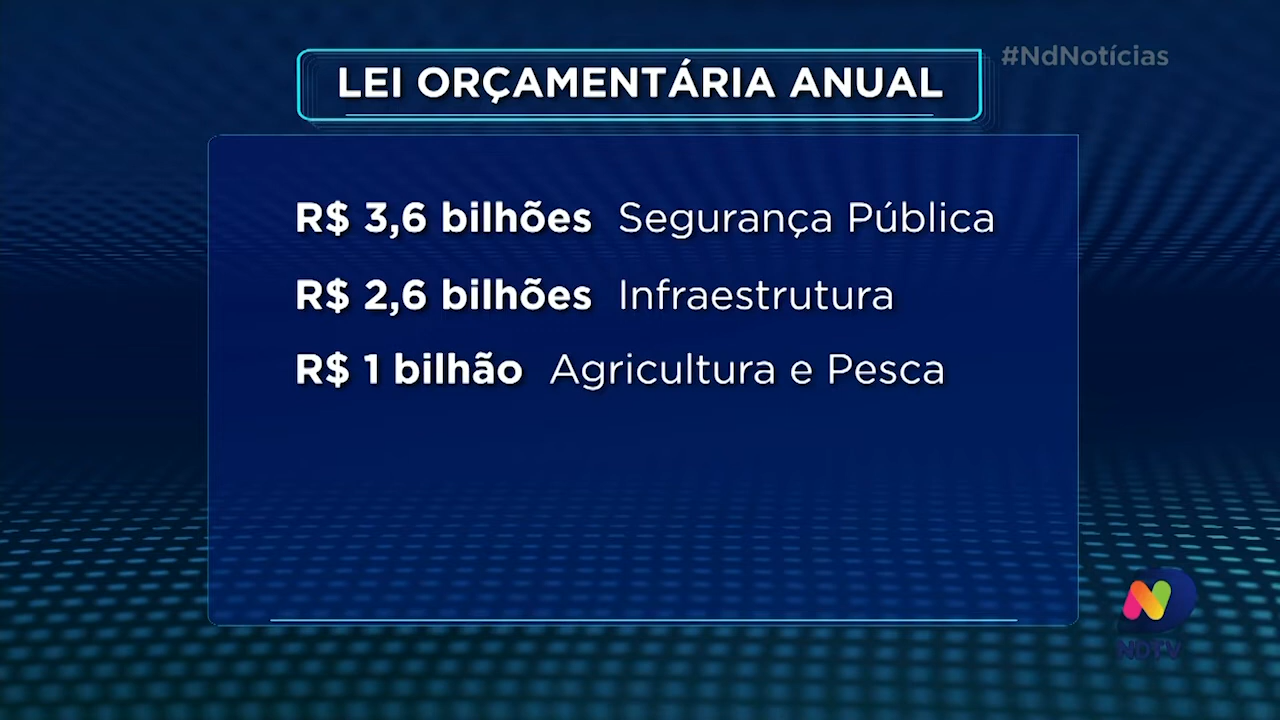 #NdNotícias
LEI ORÇAMENTÁRIA ANUAL
R$ 3,6 bilhões Segurança Pública
R$ 2,6 bilhões Infraestrutura
R$ 1 bilhão Agricultura e Pesca
NDTV